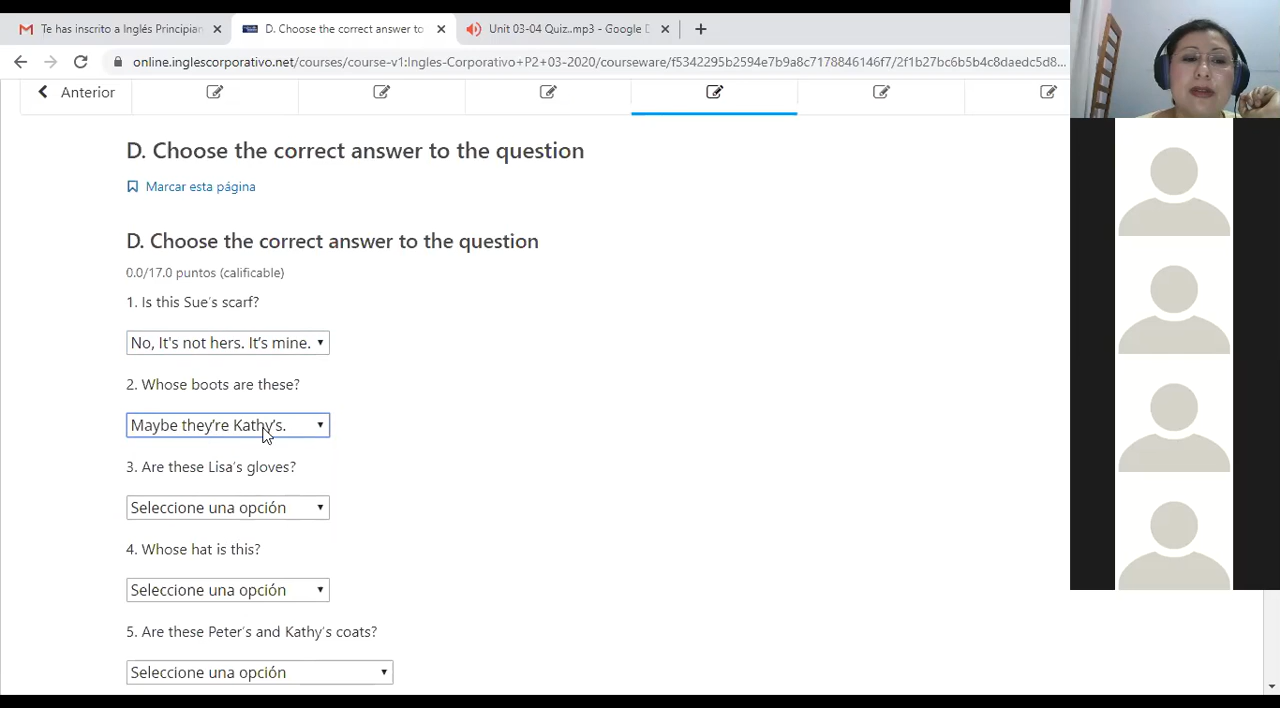 Te has inscrito a Inglés Principian
D. Choose the correct answer to
Unit 03-04 Quiz..mp3 - Google D
online.inglescorporativo.net/courses/course-v1:Ingles-Corporativo+P2+03-2020/courseware/f5342295b2594e7b9a8c7178846146f7/2f1b27bc6b5b4c8daedc5d8...
Anterior
D. Choose the correct answer to the question
Marcar esta página
D. Choose the correct answer to the question
0.0/17.0 puntos (calificable)
1. Is this Sue's scarf?
No, It's not hers. It's mine.
2. Whose boots are these?
Maybe they're Kathy's.
3. Are these Lisa's gloves?
Seleccione una opción
4. Whose hat is this?
Seleccione una opción
5. Are these Peter's and Kathy's coats?
Seleccione una opción